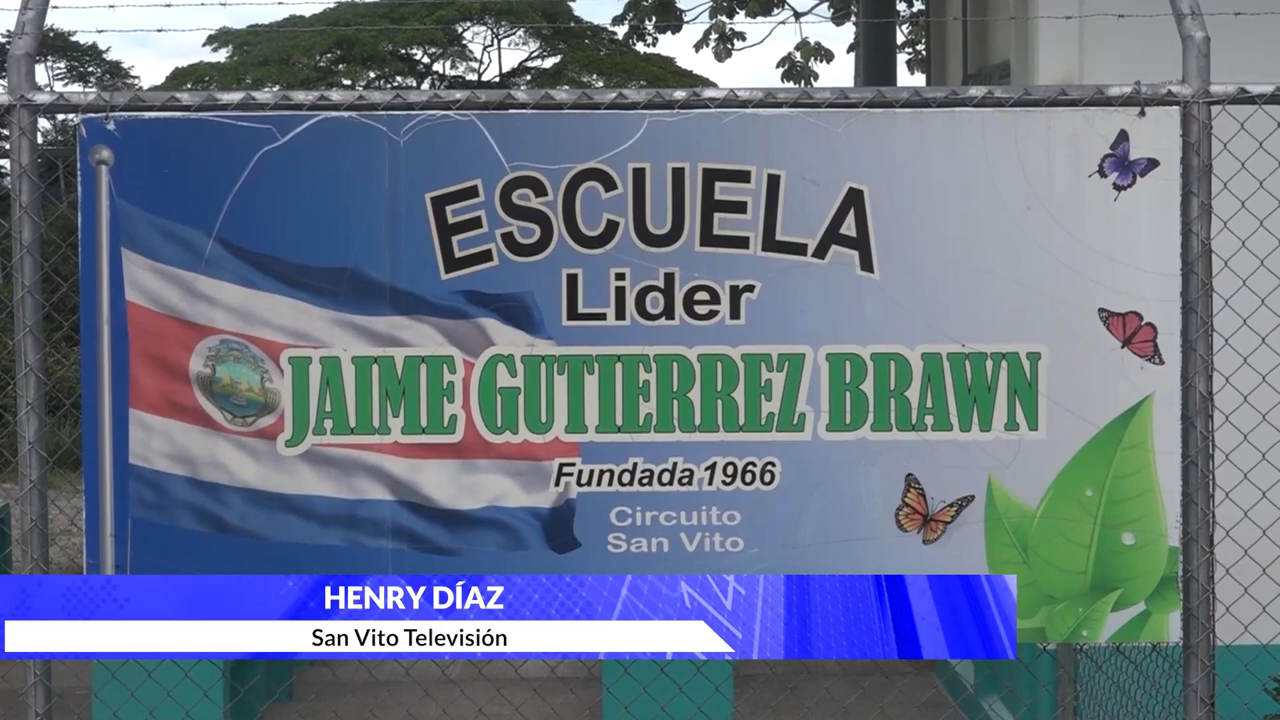 ESCUELA
Lider
JAIME GUTIERREZ BRAWN
Fundada 1966
Circuito
San Vito
HENRY DÍAZ
San Vito Televisión